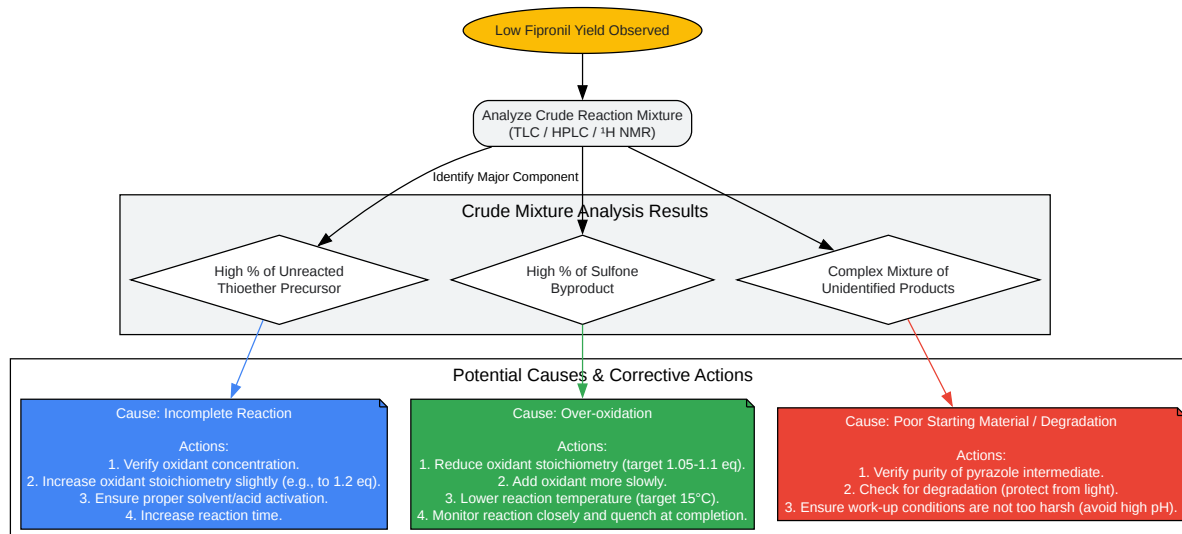 Low Fipronil Yield Observed
Analyze Crude Reaction Mixture
(TLC / HPLC / ¹H NMR)
Identify Major Component
Crude Mixture Analysis Results
High % of Unreacted
Thioether Precursor
High % of Sulfone
Byproduct
Complex Mixture of
Unidentified Products
Potential Causes & Corrective Actions
Cause: Incomplete Reaction
Actions:
1. Verify oxidant concentration.
2. Increase oxidant stoichiometry slightly (e.g., to 1.2 eq).
3. Ensure proper solvent/acid activation.
4. Increase reaction time.
Cause: Over-oxidation
Actions:
1. Reduce oxidant stoichiometry (target 1.05-1.1 eq).
2. Add oxidant more slowly.
3. Lower reaction temperature (target 15°C).
4. Monitor reaction closely and quench at completion.
Cause: Poor Starting Material / Degradation
Actions:
1. Verify purity of pyrazole intermediate.
2. Check for degradation (protect from light).
3. Ensure work-up conditions are not too harsh (avoid high pH).